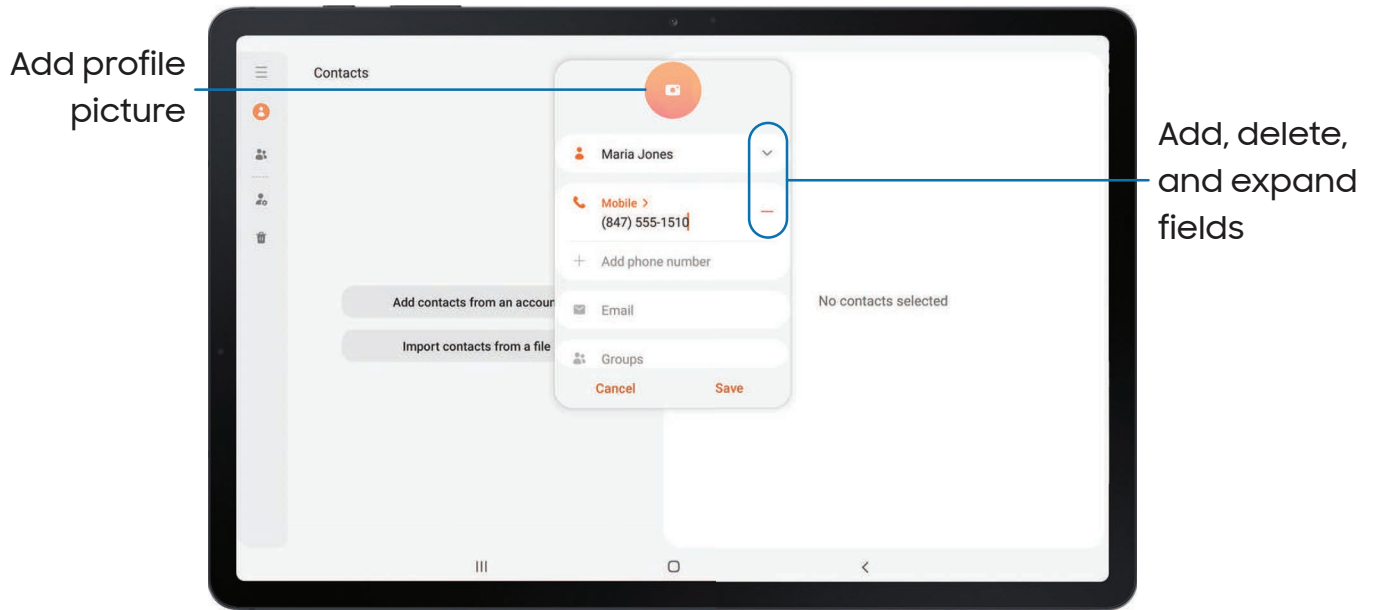 Add profile
picture
Contacts
Maria Jones
Mobile >
(847) 555-1510
Add phone number
Email
Groups
Cancel
Save
Add contacts from an accoun
Import contacts from a file
No contacts selected
Add, delete,
and expand
fields